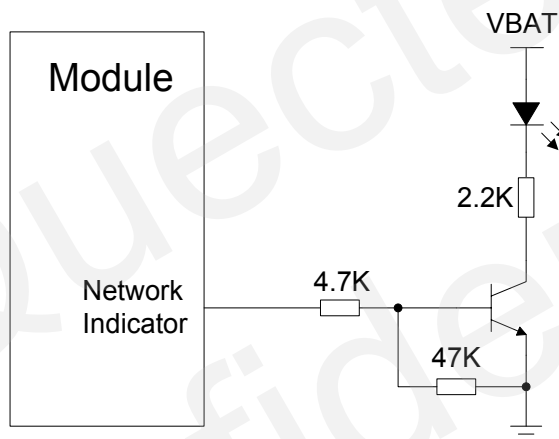 VBAT
Module
2.2K
4.7K
Network
Indicator
47K